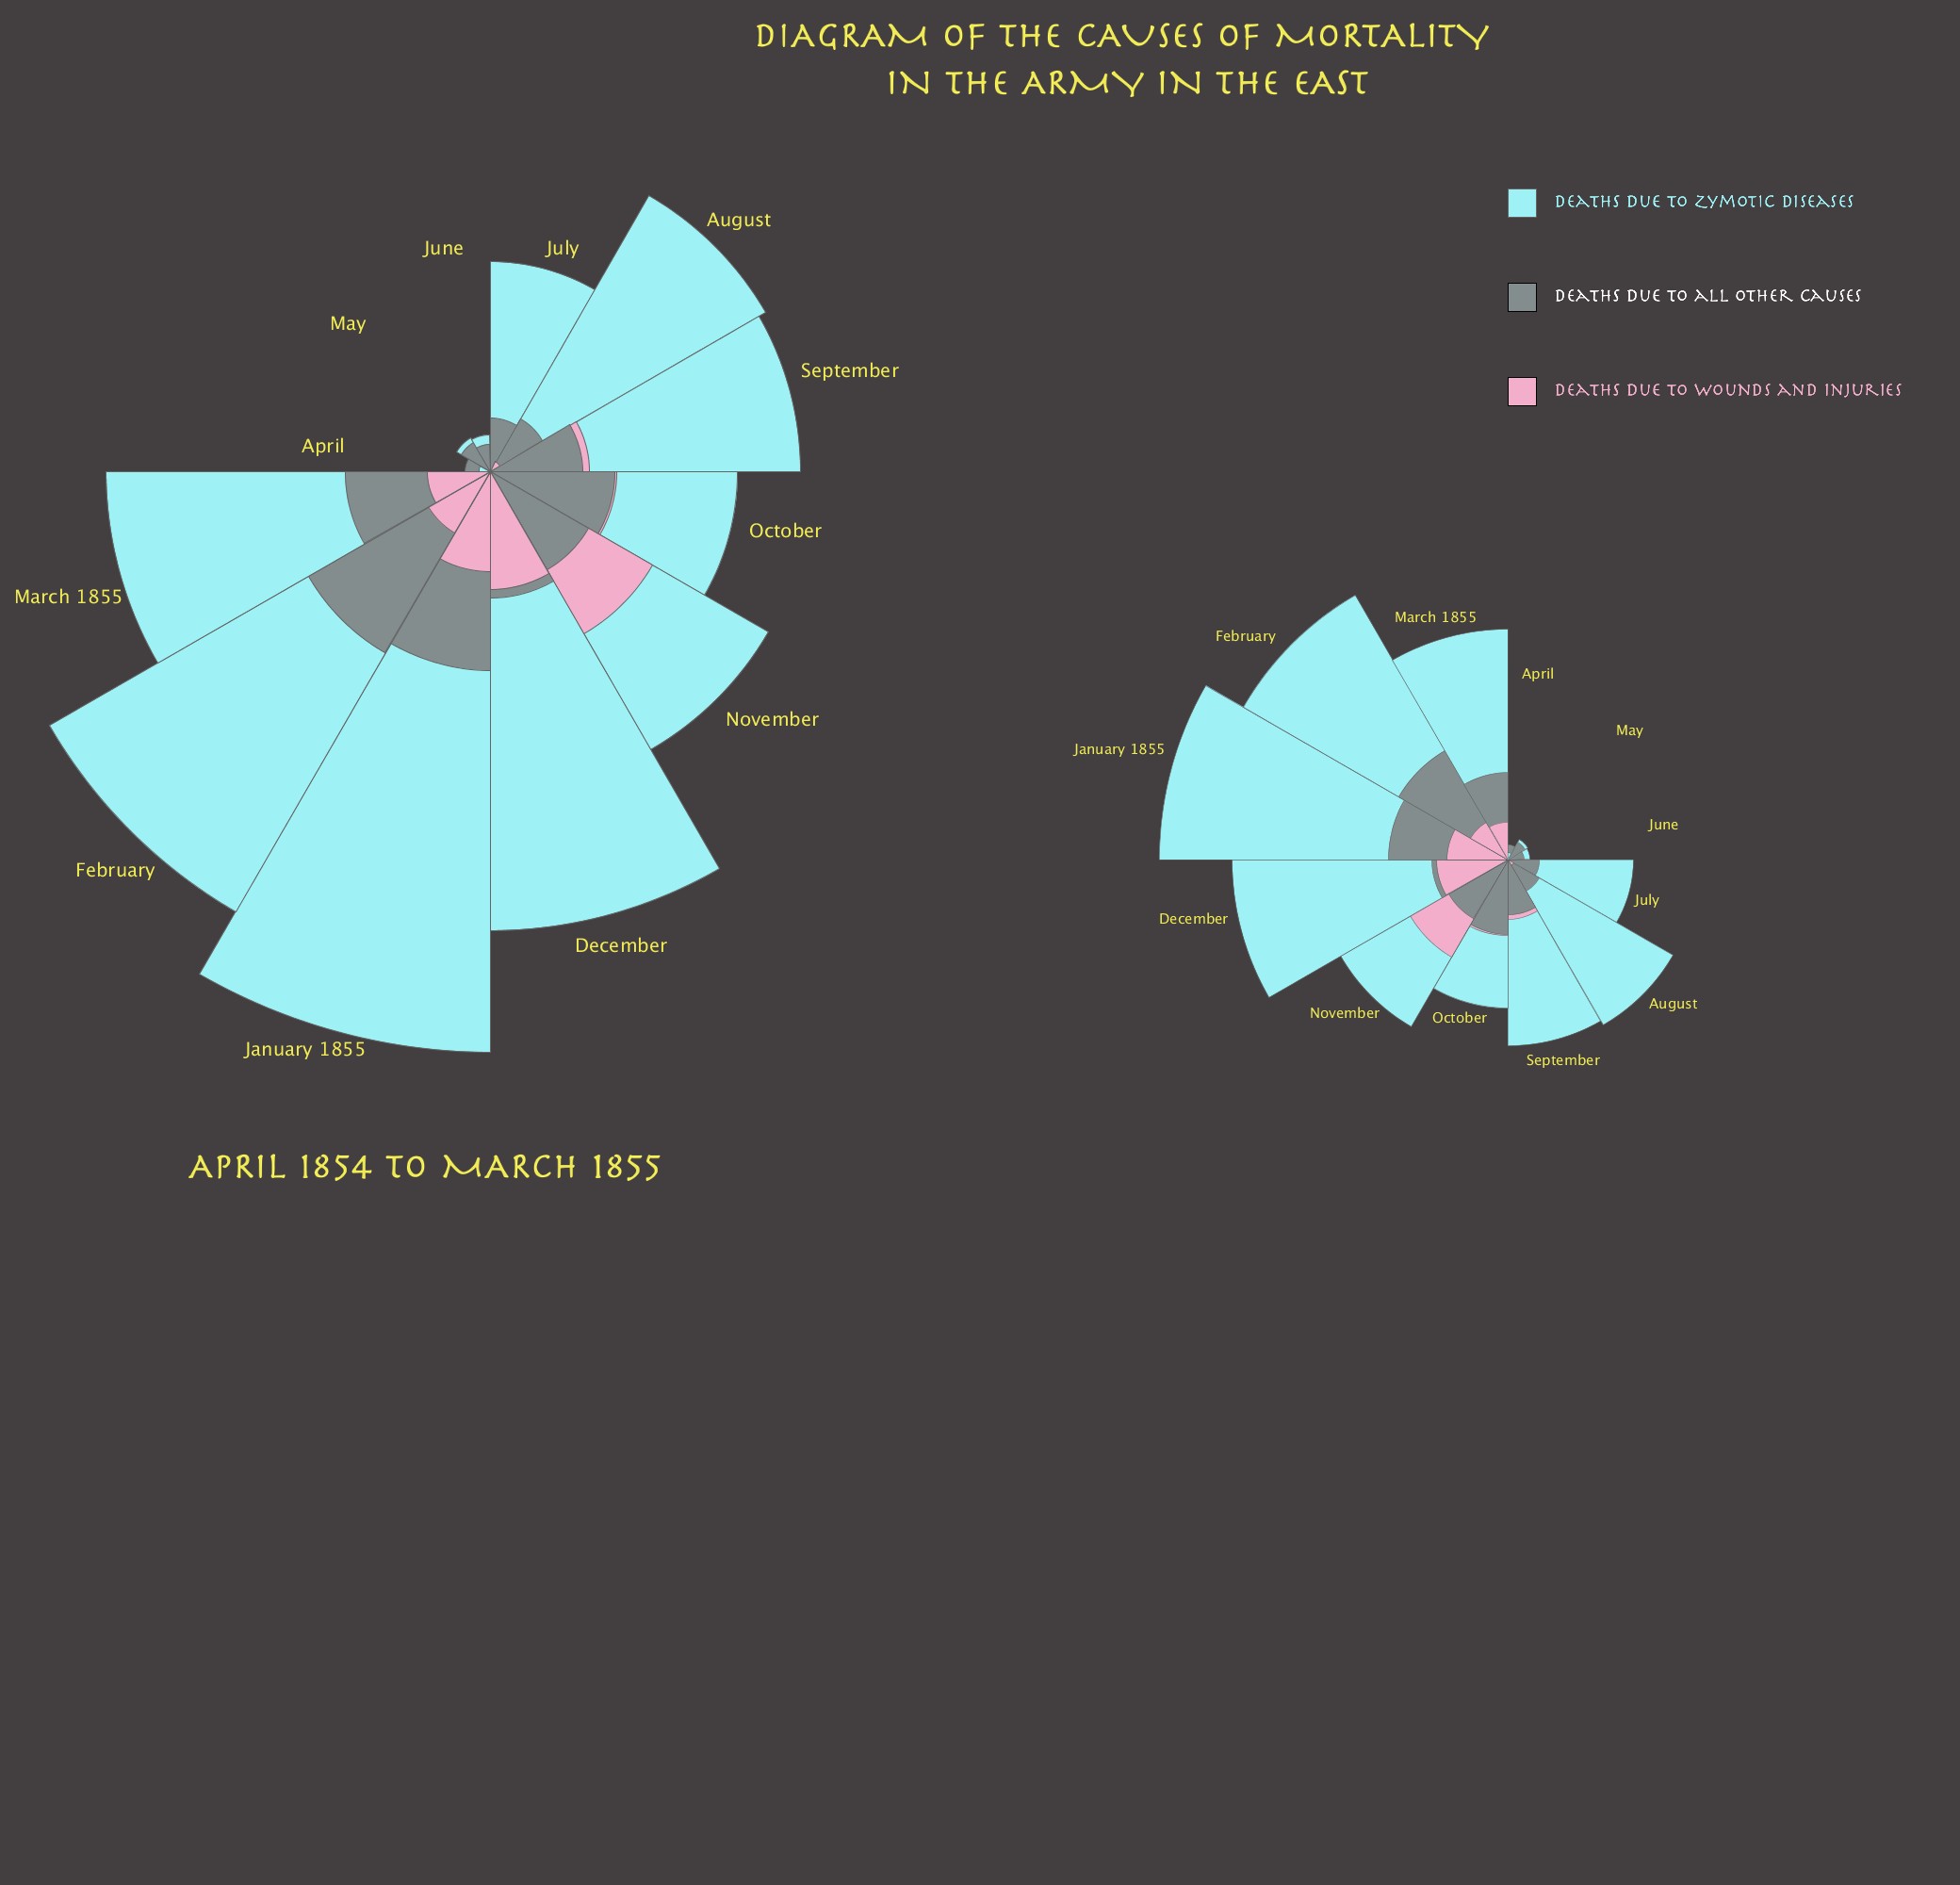 DIAGRAM OF THE CAUSES OF MORTALITY
IN THE ARMY IN THE EAST
DEATHS DUE TO ZYMOTIC DISEASES
DEATHS DUE TO ALL OTHER CAUSES
DEATHS DUE TO WOUNDS AND INJURIES
August
June
July
May
September
April
October
March 1855
November
February
December
January 1855
March 1855
February
April
May
January 1855
June
July
December
August
November
October
September
APRIL 1854 TO MARCH 1855